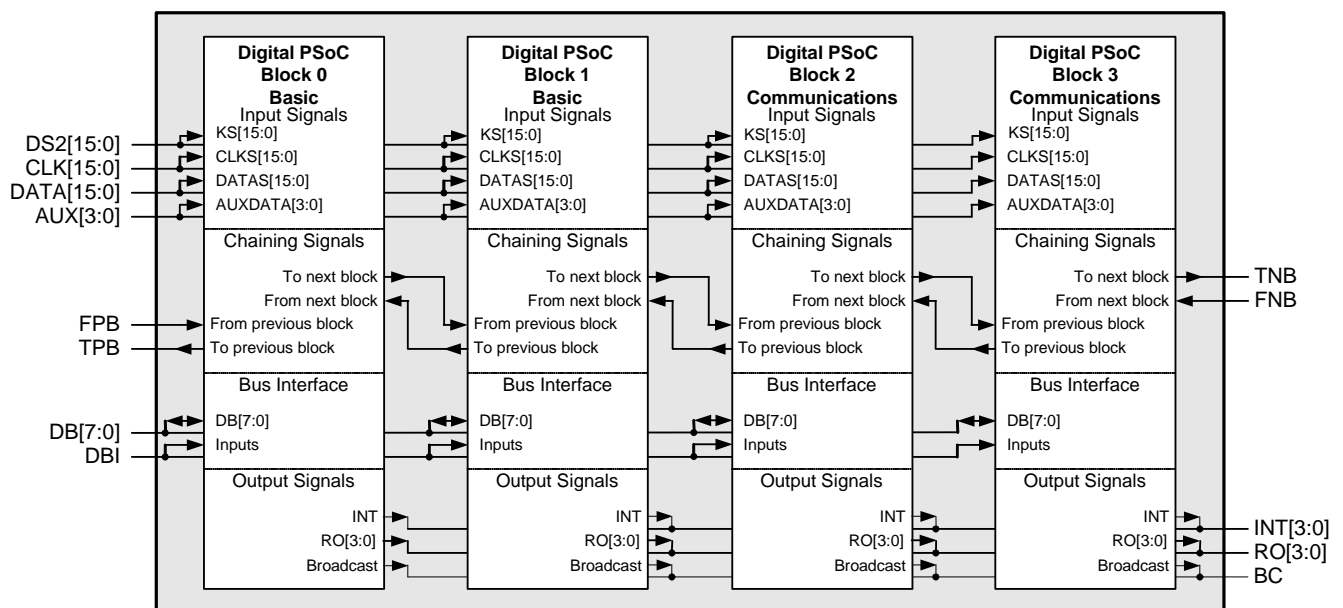 Digital PSoC
Block 0
Basic
Input Signals
KS[15:0]
CLKS[15:0]
DATAS[15:0]
AUXDATA[3:0]
Chaining Signals
To next block
From next block
From previous block
To previous block
Bus Interface
DB[7:0]
Inputs
Output Signals
INT
RO[3:0]
Broadcast
Digital PSoC
Block 1
Basic
Input Signals
KS[15:0]
CLKS[15:0]
DATAS[15:0]
AUXDATA[3:0]
Chaining Signals
To next block
From next block
From previous block
To previous block
Bus Interface
DB[7:0]
Inputs
Output Signals
INT
RO[3:0]
Broadcast
Digital PSoC
Block 2
Communications
Input Signals
KS[15:0]
CLKS[15:0]
DATAS[15:0]
AUXDATA[3:0]
Chaining Signals
To next block
From next block
From previous block
To previous block
Bus Interface
DB[7:0]
Inputs
Output Signals
INT
RO[3:0]
Broadcast
Digital PSoC
Block 3
Communications
Input Signals
KS[15:0]
CLKS[15:0]
DATAS[15:0]
AUXDATA[3:0]
Chaining Signals
To next block
From next block
From previous block
To previous block
Bus Interface
DB[7:0]
Inputs
Output Signals
INT
RO[3:0]
Broadcast
DS2[15:0]
CLK[15:0]
DATA[15:0]
AUX[3:0]
FPB
TPB
DB[7:0]
DBI
TNB
FNB
INT[3:0]
RO[3:0]
BC